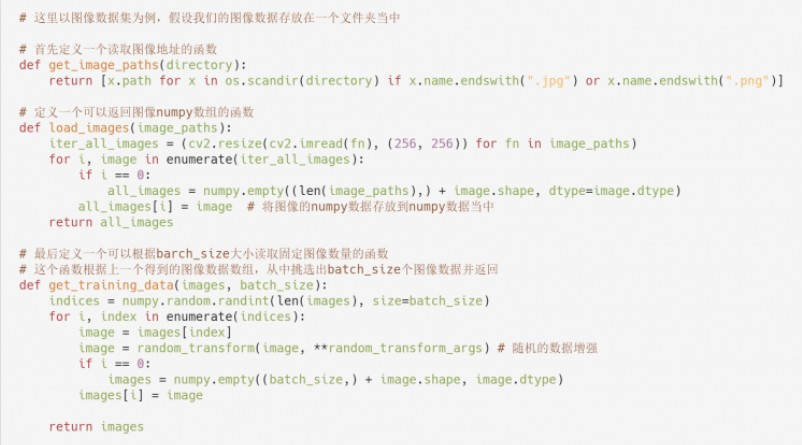 # 这里以图像数据集为例，假设我们的图像数据存放在一个文件夹当中
# 首先定义一个读取图像地址的函数
def get_image_paths(directory):
    return [x.path for x in os.scandir(directory) if x.name.endswith(".jpg") or x.name.endswith(".png")]
# 定义一个可以返回图像numpy数组的函数
def load_images(image_paths):
    iter_all_images = (cv2.resize(cv2.imread(fn), (256, 256)) for fn in image_paths)
    for i, image in enumerate(iter_all_images):
        if i == 0:
            all_images = numpy.empty((len(image_paths),) + image.shape, dtype=image.dtype)
        all_images[i] = image  # 将图像的numpy数据存放到numpy数据当中
    return all_images
# 最后定义一个可以根据barch_size大小读取固定图像数量的函数
# 这个函数根据上一个得到的图像数据数组，从中挑选出batch_size个图像数据并返回
def get_training_data(images, batch_size):
    indices = numpy.random.randint(len(images), size=batch_size)
    for i, index in enumerate(indices):
        image = images[index]
        image = random_transform(image, **random_transform_args) # 随机的数据增强
        if i == 0:
            images = numpy.empty((batch_size,) + image.shape, image.dtype)
        images[i] = image
    return images